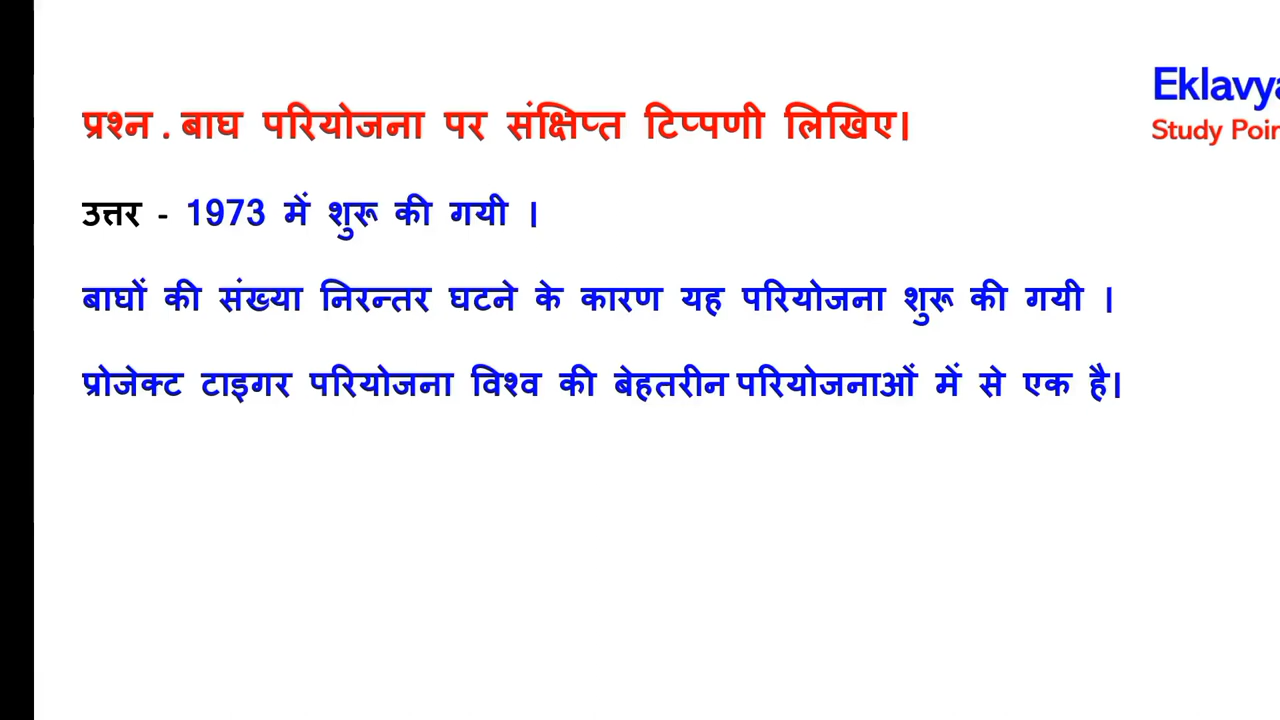 Eklavya
Study Poin
प्रश्न . बाघ परियोजना पर संक्षिप्त टिप्पणी लिखिए।
उत्तर - 1973 में शुरू की गयी ।
बाघों की संख्या निरन्तर घटने के कारण यह परियोजना शुरू की गयी ।
प्रोजेक्ट टाइगर परियोजना विश्व की बेहतरीन परियोजनाओं में से एक है।